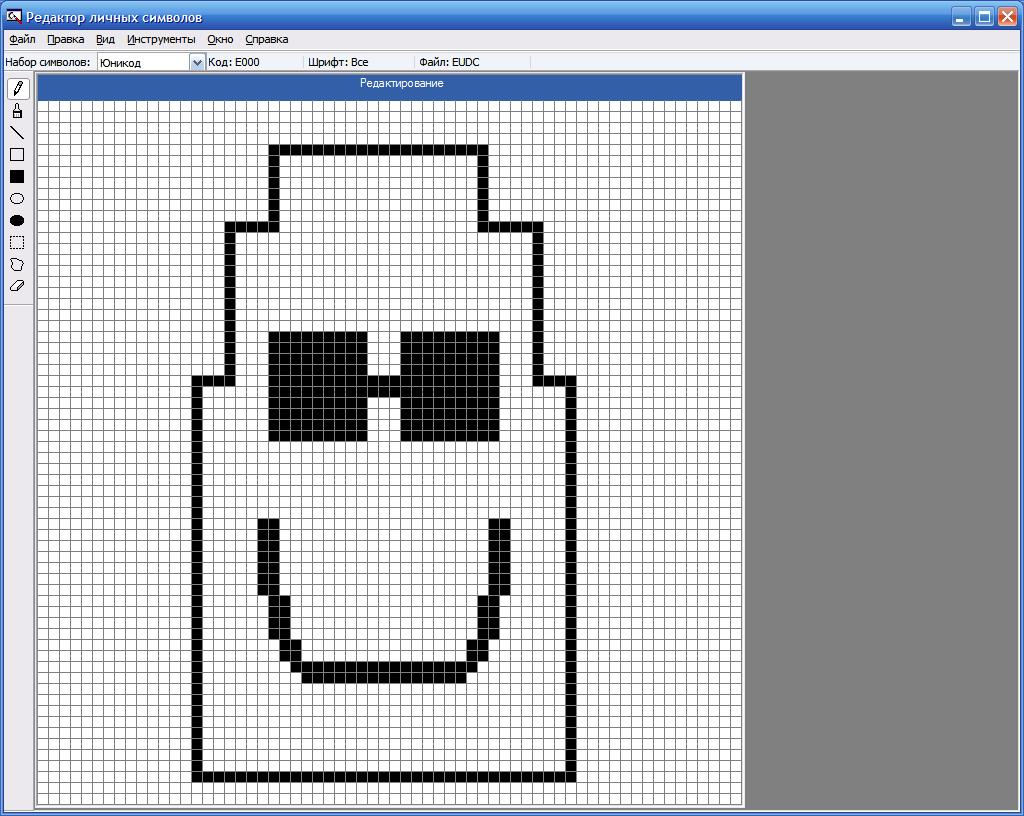 Редактор личных символов
Файл Правка Вид Инструменты Окно Справка
Набор символов: Юникод Код: E000 Шрифт: Все Файл: EUDC
Редактирование